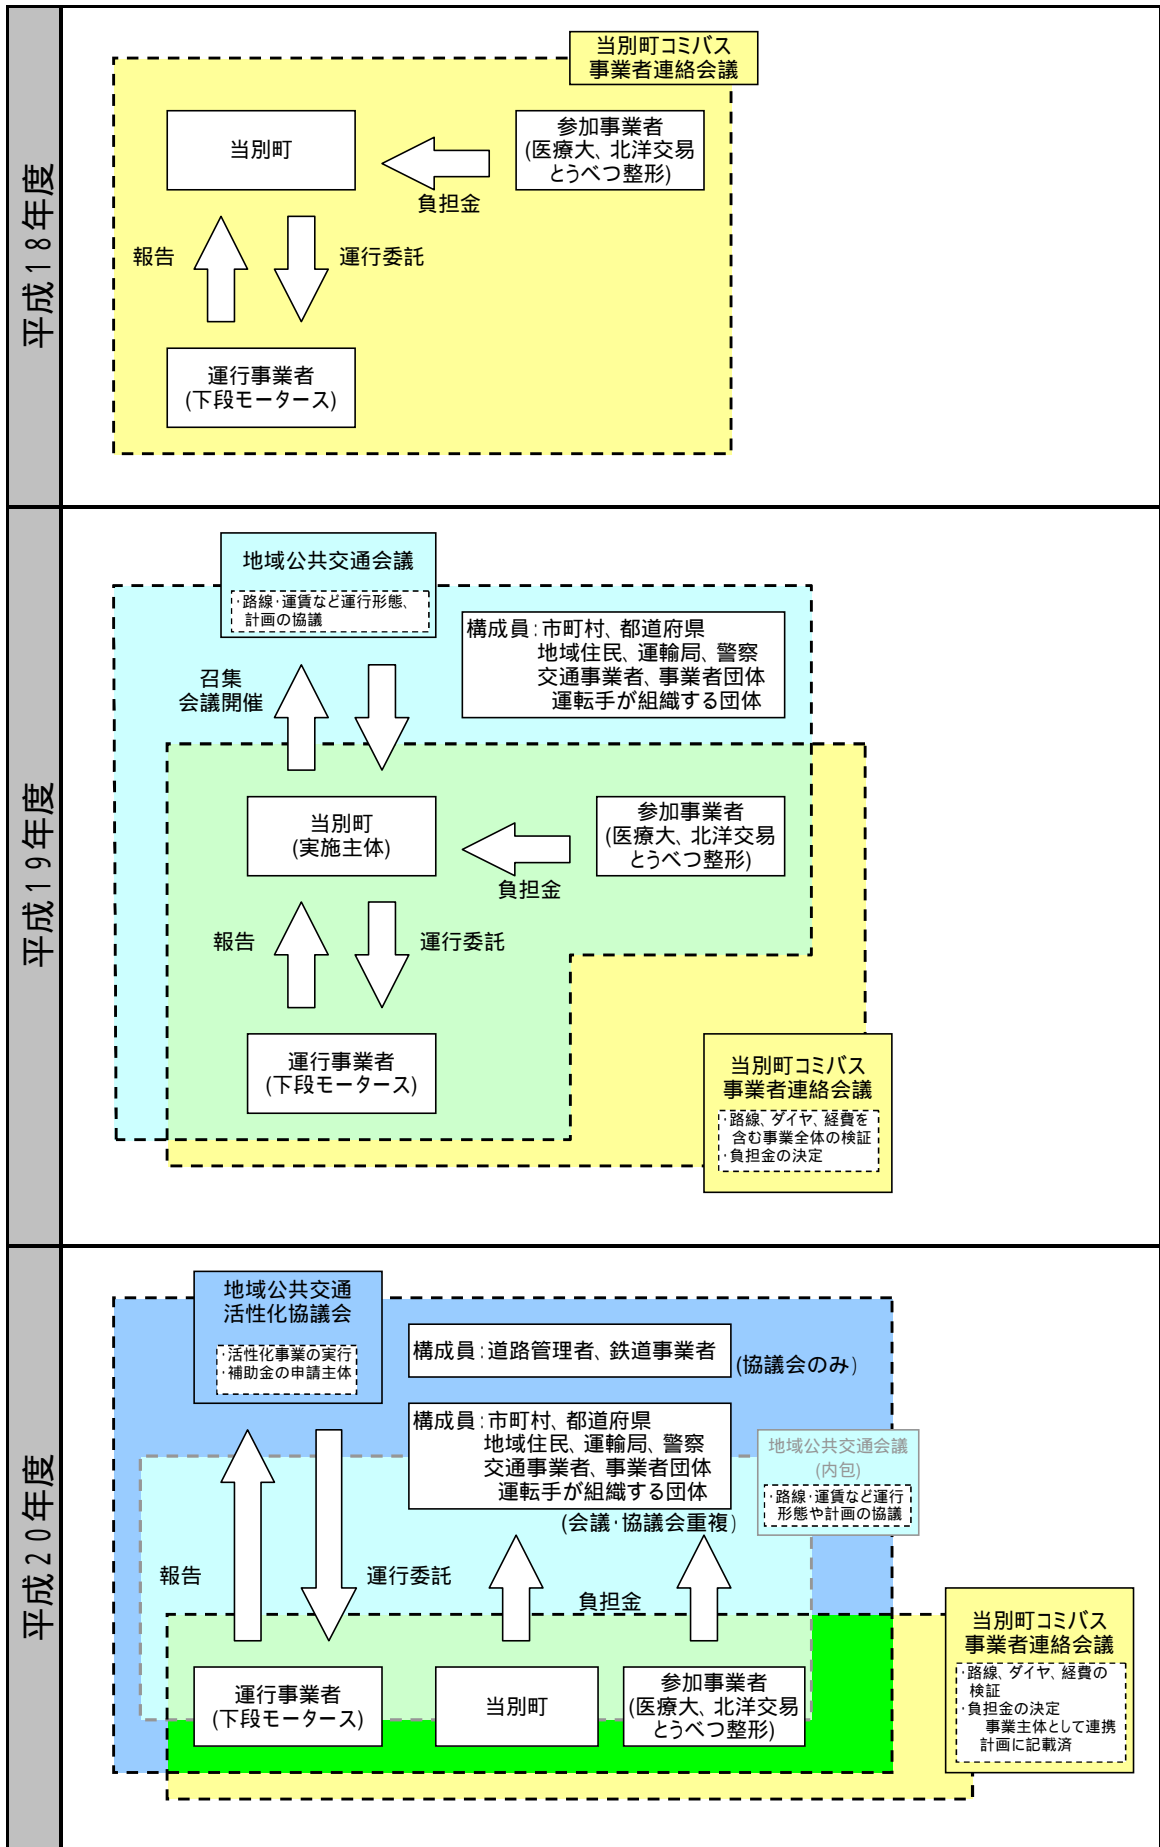 平成18年度
当別町コミバス
事業者連絡会議
当別町
参加事業者
(医療大、北洋交易
とうべつ整形)
負担金
報告
運行委託
運行事業者
(下段モータース)
平成19年度
地域公共交通会議
・路線・運賃など運行形態、
計画の協議
構成員：市町村、都道府県
地域住民、運輸局、警察
交通事業者、事業者団体
運転手が組織する団体
召集
会議開催
当別町
(実施主体)
参加事業者
(医療大、北洋交易
とうべつ整形)
負担金
報告
運行委託
運行事業者
(下段モータース)
当別町コミバス
事業者連絡会議
・路線、ダイヤ、経費を
含む事業全体の検証
・負担金の決定
平成20年度
地域公共交通
活性化協議会
・活性化事業の実行
・補助金の申請主体
構成員：道路管理者、鉄道事業者
(協議会のみ)
構成員：市町村、都道府県
地域住民、運輸局、警察
交通事業者、事業者団体
運転手が組織する団体
(会議・協議会重複)
地域公共交通会議
(内包)
・路線・運賃など運行
形態や計画の協議
報告
運行委託
負担金
運行事業者
(下段モータース)
当別町
参加事業者
(医療大、北洋交易
とうべつ整形)
当別町コミバス
事業者連絡会議
・路線、ダイヤ、経費の
検証
・負担金の決定
事業主体として連携
計画に記載済